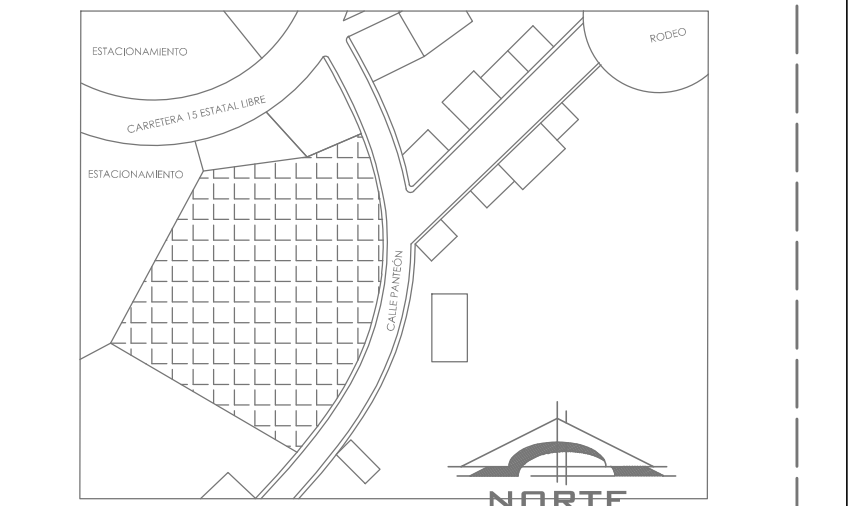 ESTACIONAMIENTO
RODEO
CARRETERA 15 ESTATAL LIBRE
ESTACIONAMIENTO
CALLE PANTEÓN
NORTE